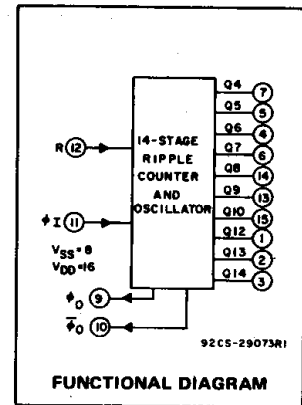 Q4 7
Q5 5
Q6 4
Q7 6
Q8 14
Q9 13
Q10 15
Q12 1
Q13 2
Q14 3
R 12
14-STAGE
RIPPLE
COUNTER
AND
OSCILLATOR
ϕI 11
VSS=8
VDD=16
ϕO 9
ϕ̅O 10
92CS-29073R1
FUNCTIONAL DIAGRAM